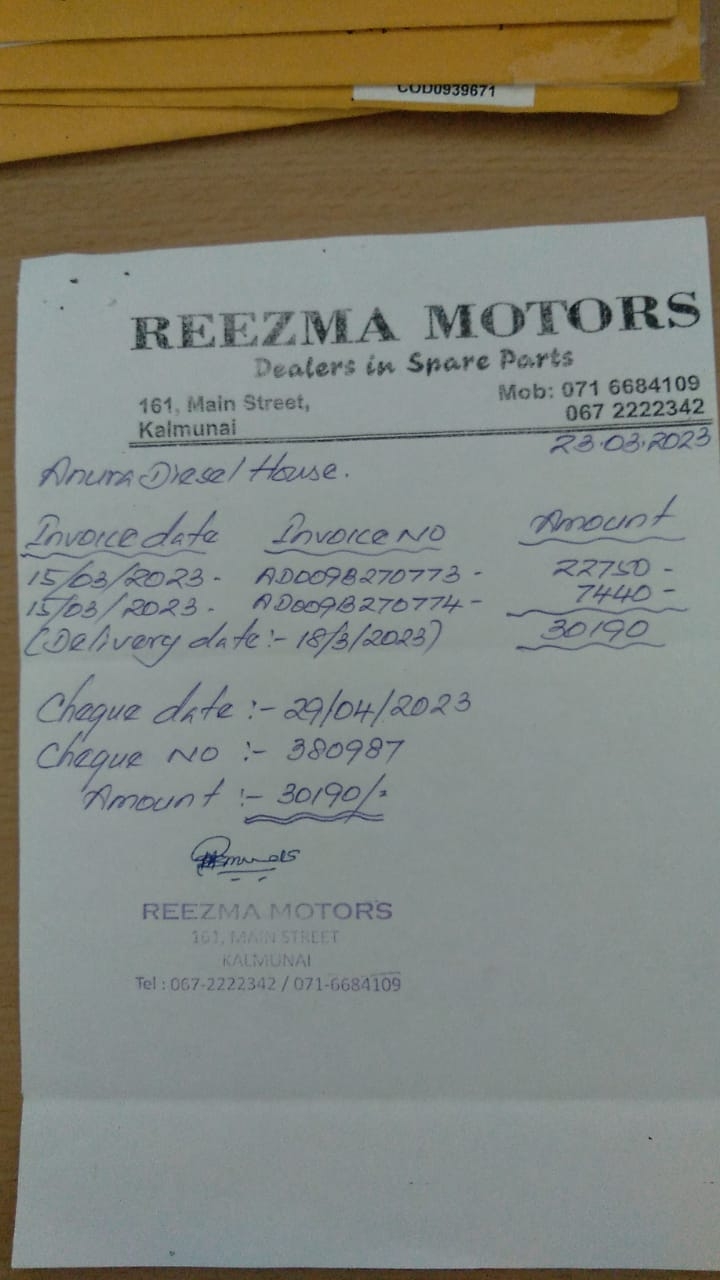 COD0939671
REEZMA MOTORS
Dealers in Spare Parts
161, Main Street,
Kalmunai
Mob: 071 6684109
067 2222342
23.03.2023
Anura Diesel House.
Invoice date Invoice NO Amount
15/03/2023 - AD009B270773 - 22750 -
15/03/2023 - AD009B270774 - 7440 -
(Delivery date :- 18/3/2023) 30190
Cheque date :- 29/04/2023
Cheque NO :- 380987
Amount :- 30190/-
REEZMA MOTORS
161, MAIN STREET
KALMUNAI
Tel : 067-2222342 / 071-6684109